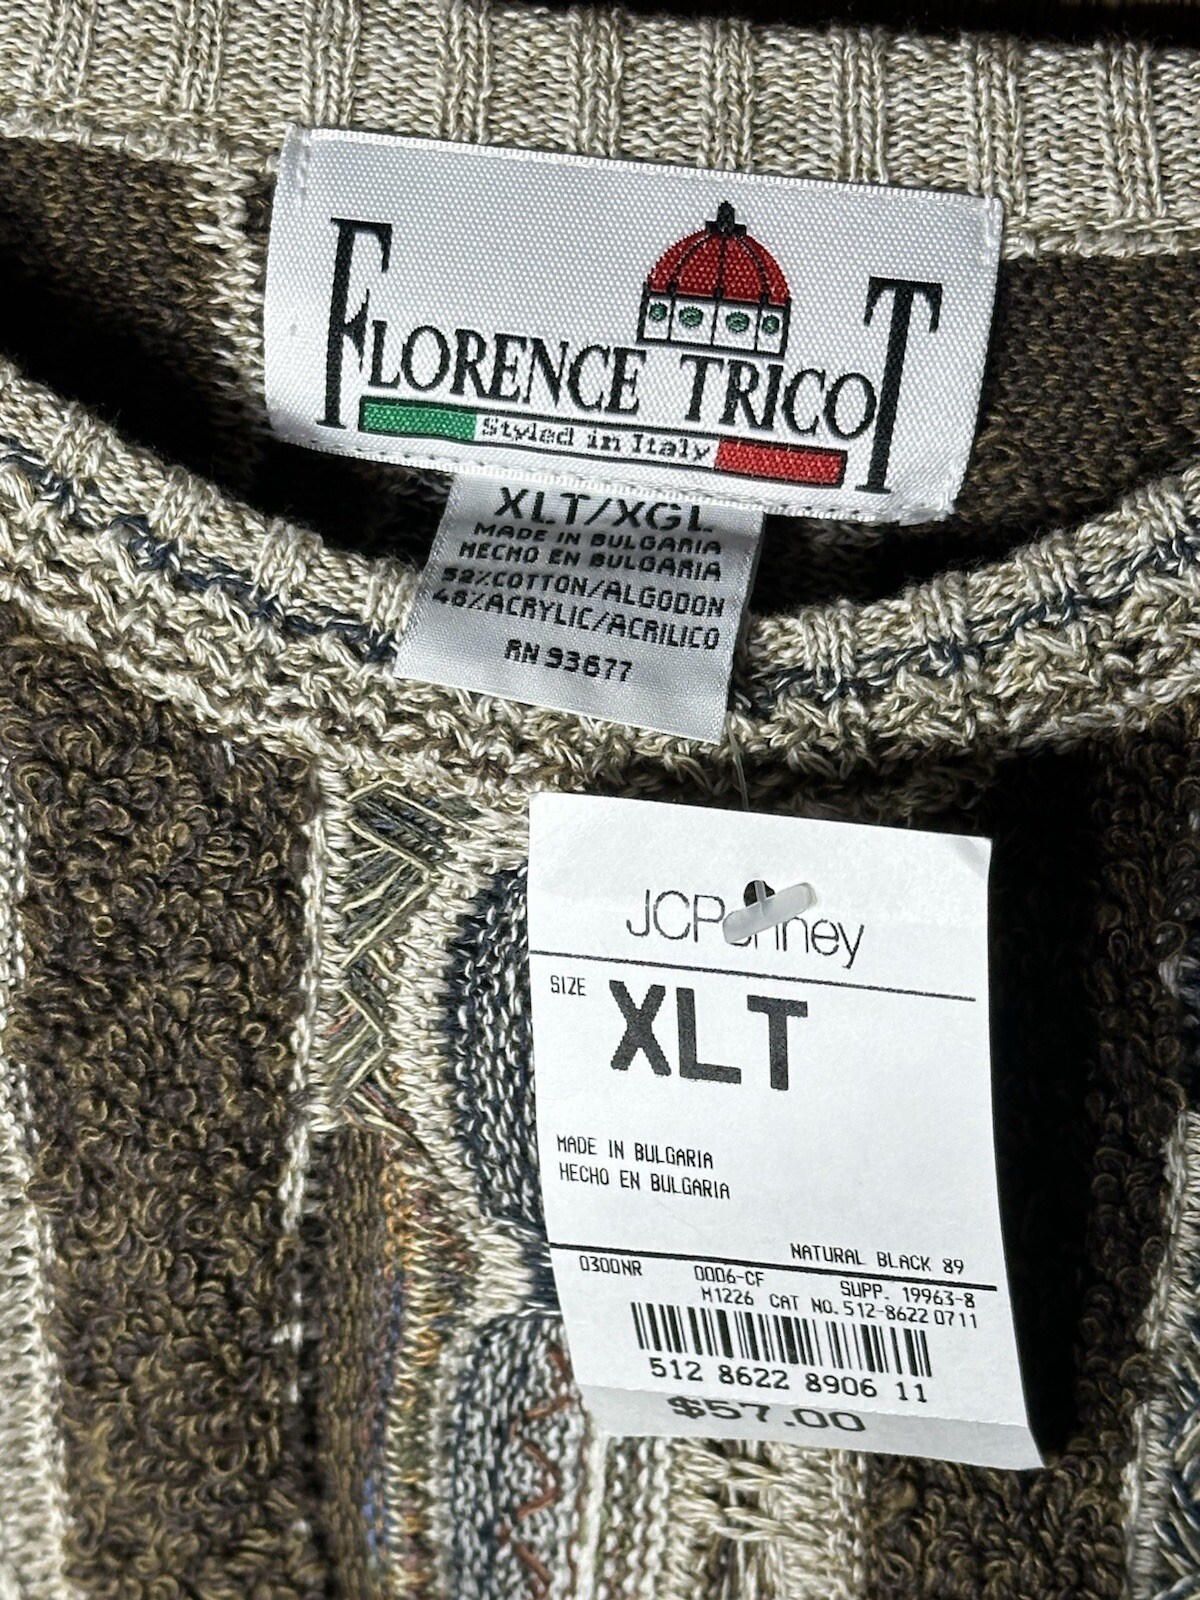 FLORENCE TRICOT
Styled in Italy
XLT/XGL
MADE IN BULGARIA
HECHO EN BULGARIA
52%COTTON/ALGODON
48%ACRYLIC/ACRILICO
RN 93677
JCPenney
SIZE XLT
MADE IN BULGARIA
HECHO EN BULGARIA
NATURAL BLACK 89
0300NR 0006-CF SUPP. 19963-8
M1226 CAT NO. 512-8622 0711
512 8622 8906 11
$57.00